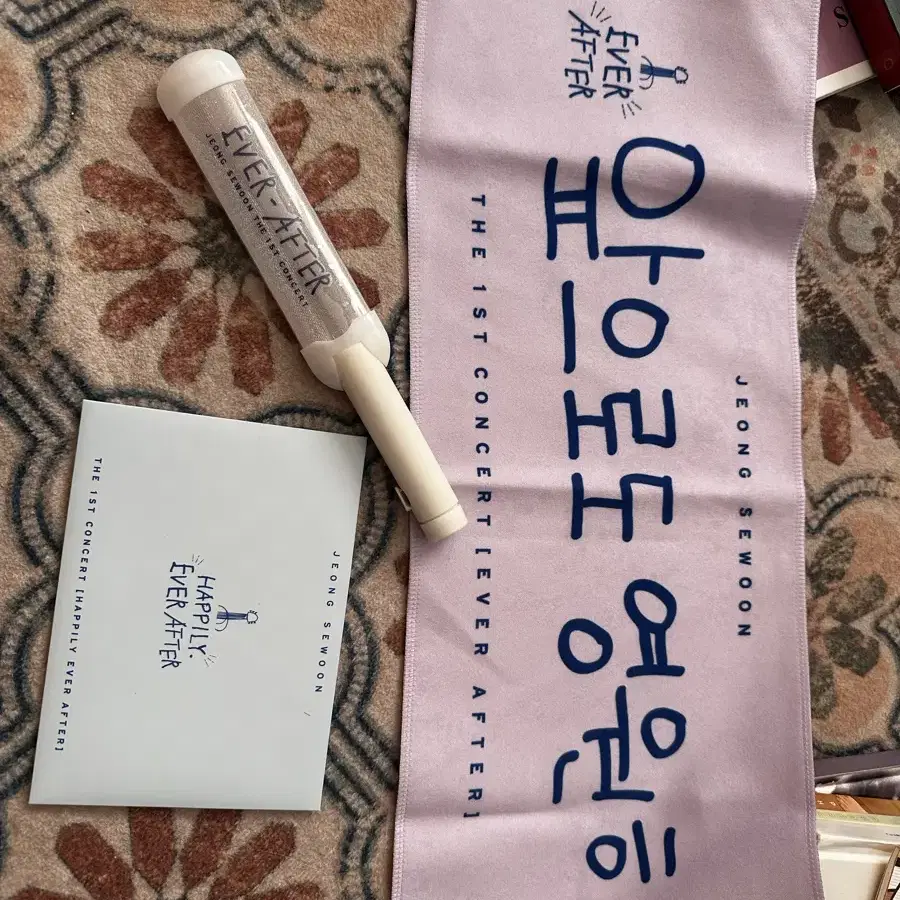 EVER-AFTER
JEONG SEWOON THE 1ST CONCERT
JEONG SEWOON
HAPPILY.
EVER AFTER
THE 1ST CONCERT [HAPPILY EVER AFTER]
EVER
AFTER
JEONG SEWOON
앞으로도 영원ㅎ
THE 1ST CONCERT [EVER AFTER]